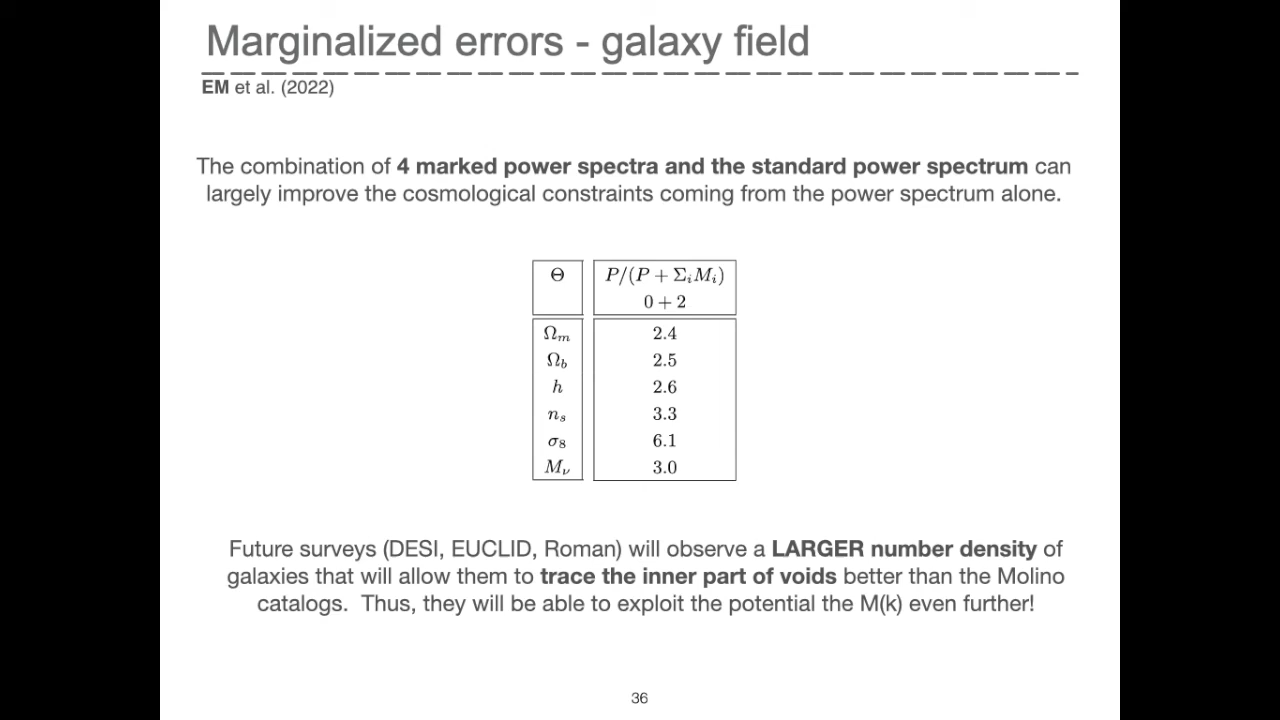 Marginalized errors - galaxy field
EM et al. (2022)
The combination of 4 marked power spectra and the standard power spectrum can
largely improve the cosmological constraints coming from the power spectrum alone.
Θ P/(P + Σ_i M_i)
0 + 2
Ω_m 2.4
Ω_b 2.5
h 2.6
n_s 3.3
σ_8 6.1
M_ν 3.0
Future surveys (DESI, EUCLID, Roman) will observe a LARGER number density of
galaxies that will allow them to trace the inner part of voids better than the Molino
catalogs. Thus, they will be able to exploit the potential the M(k) even further!
36